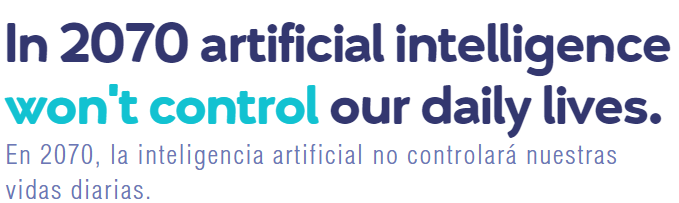 In 2070 artificial intelligence
won't control our daily lives.
En 2070, la inteligencia artificial no controlará nuestras
vidas diarias.